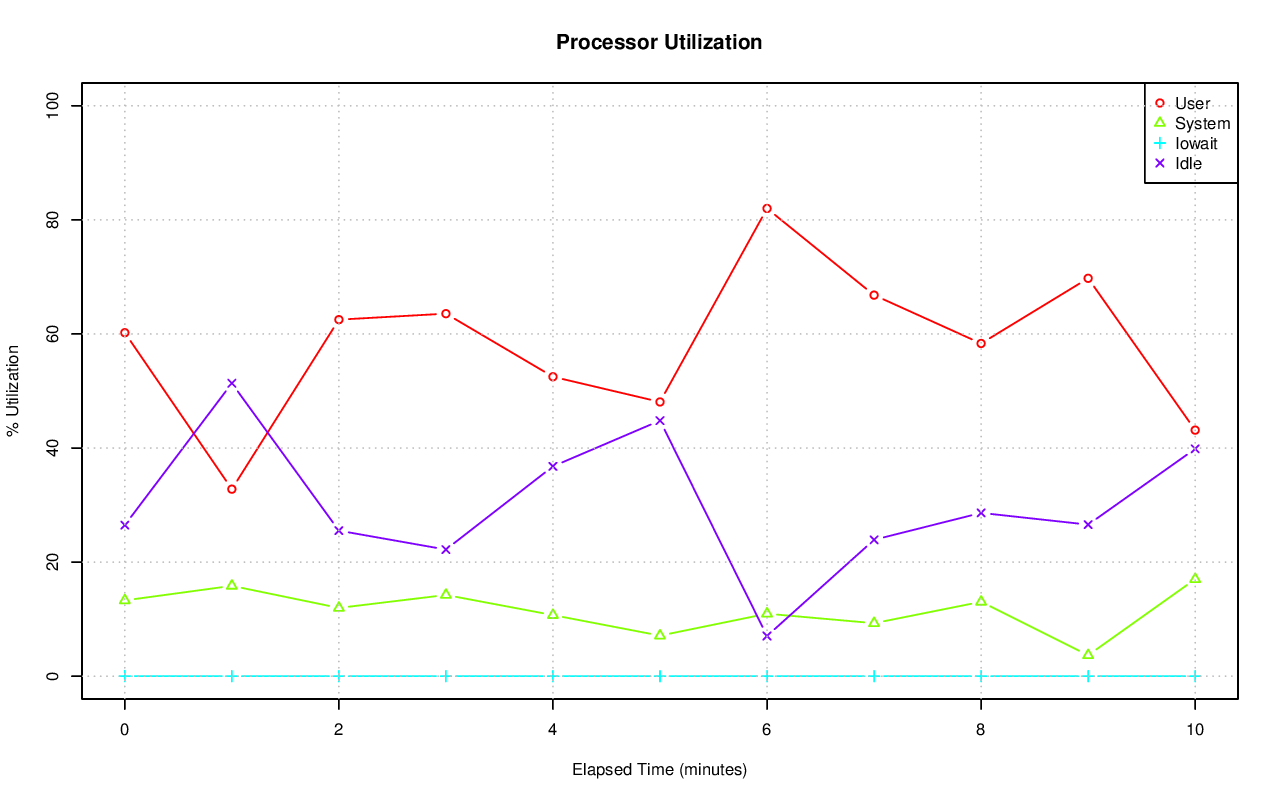 Processor Utilization
100
80
60
40
20
0
% Utilization
User
System
Iowait
Idle
0 2 4 6 8 10
Elapsed Time (minutes)